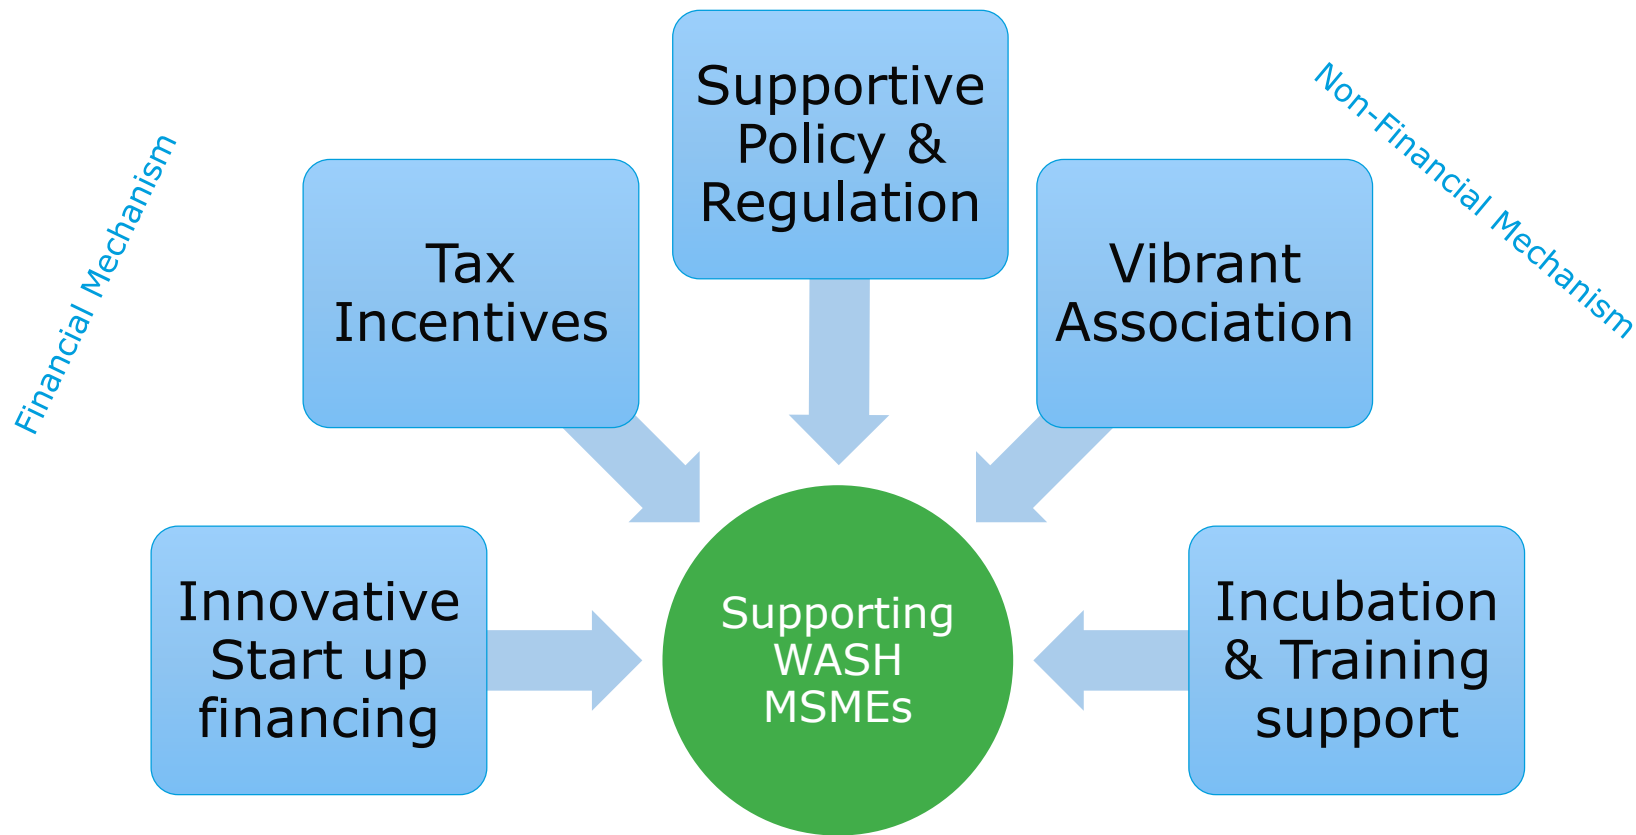 Financial Mechanism
Non-Financial Mechanism
Supportive
Policy &
Regulation
Tax
Incentives
Vibrant
Association
Innovative
Start up
financing
Supporting
WASH
MSMEs
Incubation
& Training
support